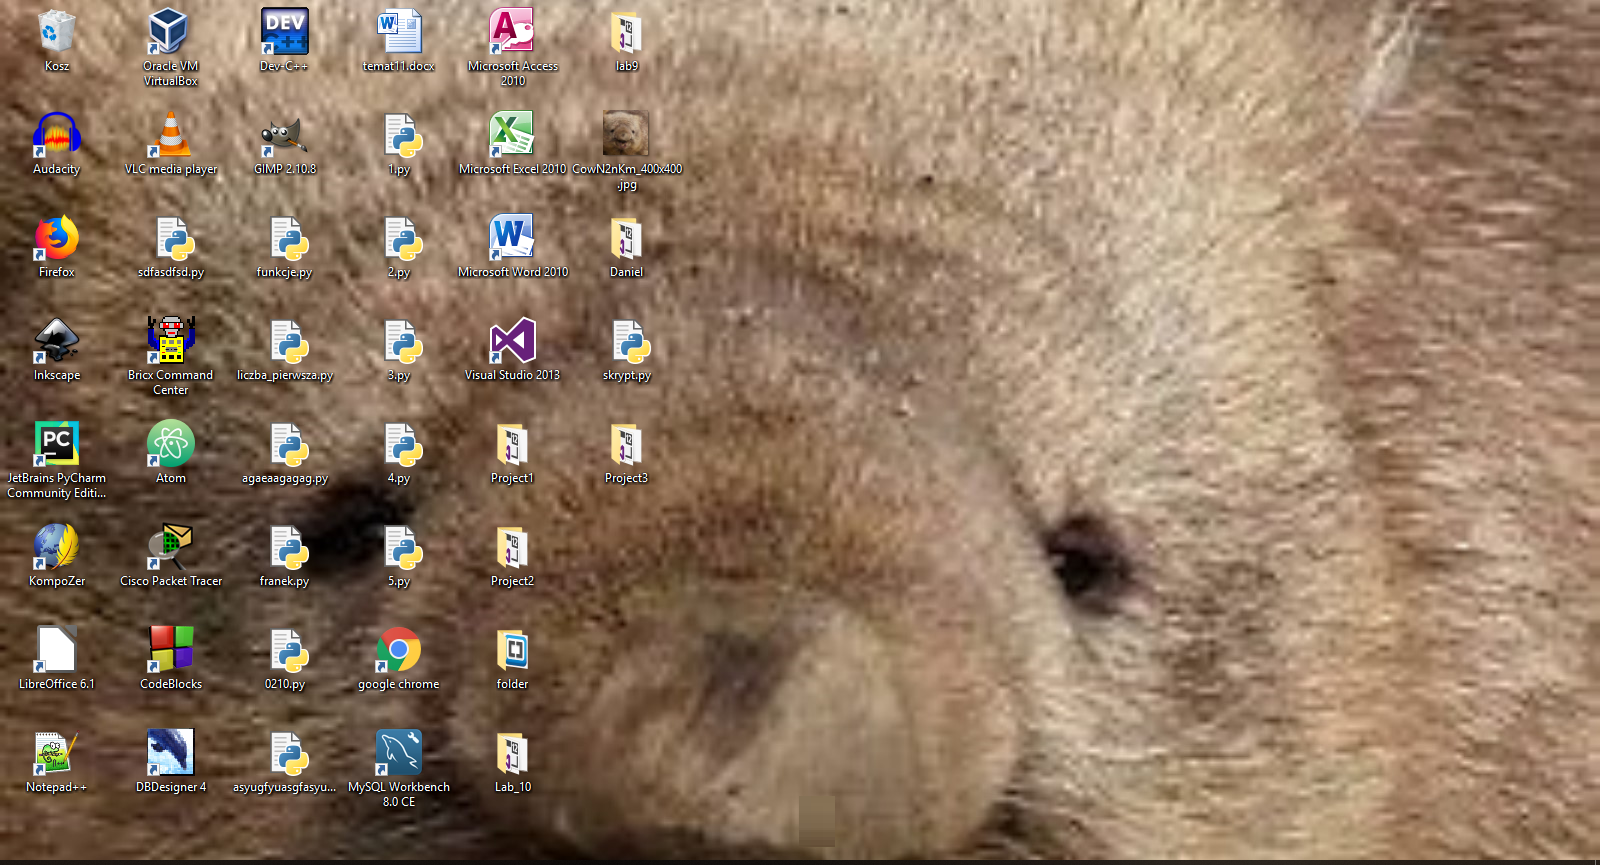 Kosz
Oracle VM
VirtualBox
DEV
C++
Dev-C++
W
temat11.docx
A
Microsoft Access
2010
lab9
Audacity
VLC media player
GIMP 2.10.8
1.py
X
Microsoft Excel 2010
CowN2nKm_400x400
.jpg
Firefox
sdfasdfsd.py
funkcje.py
2.py
W
Microsoft Word 2010
Daniel
Inkscape
Bricx Command
Center
liczba_pierwsza.py
3.py
Visual Studio 2013
skrypt.py
PC
JetBrains PyCharm
Community Editi...
Atom
agaeaagagag.py
4.py
Project1
Project3
KompoZer
Cisco Packet Tracer
franek.py
5.py
Project2
LibreOffice 6.1
CodeBlocks
0210.py
google chrome
folder
Notepad++
DBDesigner 4
asyugfyuasgfasyu...
MySQL Workbench
8.0 CE
Lab_10